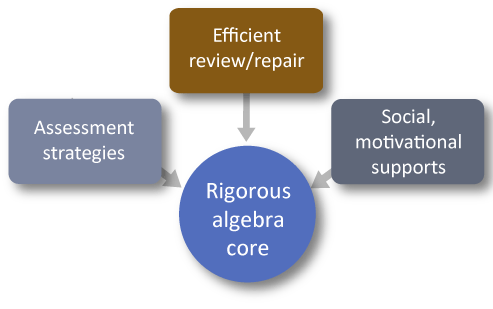 Efficient
review/repair
Assessment
strategies
Social,
motivational
supports
Rigorous
algebra
core